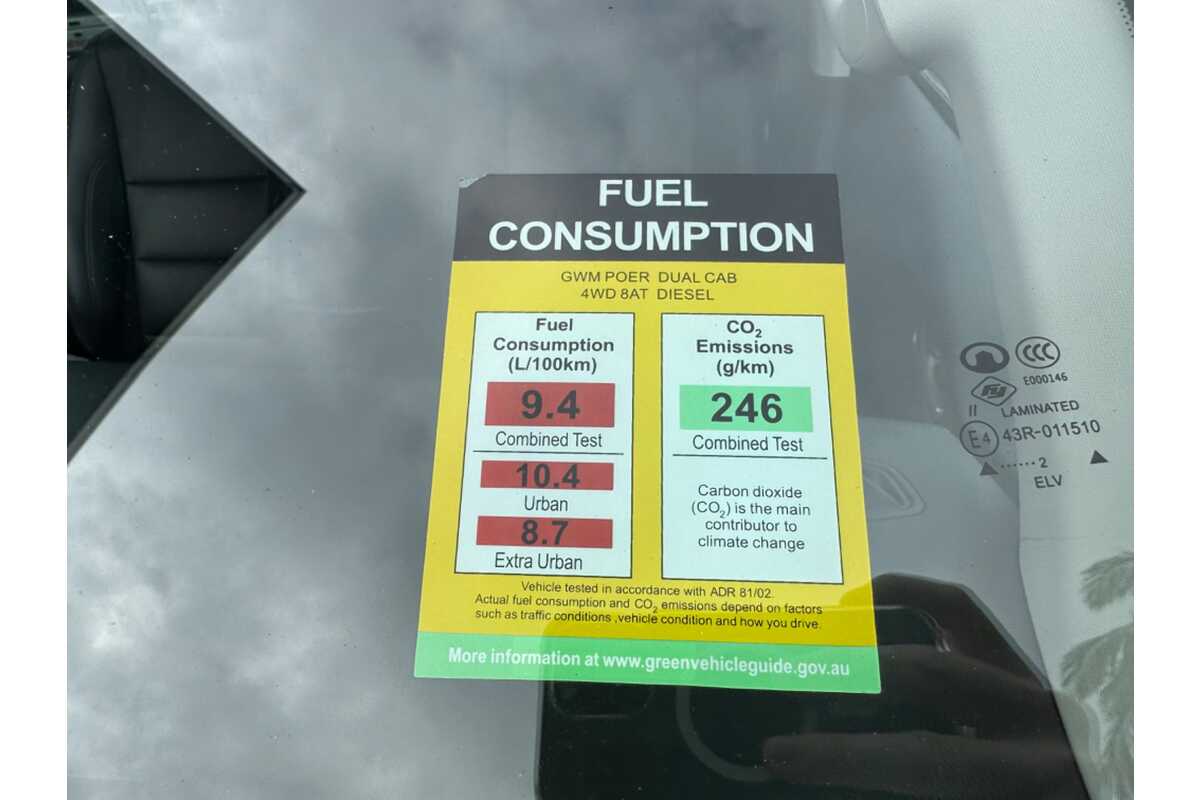 FUEL
CONSUMPTION
GWM POER DUAL CAB
4WD 8AT DIESEL
Fuel
Consumption
(L/100km)
9.4
Combined Test
10.4
Urban
8.7
Extra Urban
CO₂
Emissions
(g/km)
246
Combined Test
Carbon dioxide
(CO₂) is the main
contributor to
climate change
Vehicle tested in accordance with ADR 81/02.
Actual fuel consumption and CO₂ emissions depend on factors
such as traffic conditions ,vehicle condition and how you drive.
More information at www.greenvehicleguide.gov.au
CCC
E000146
FY
II LAMINATED
E4 43R-011510
▲ ······ 2 ▲
ELV